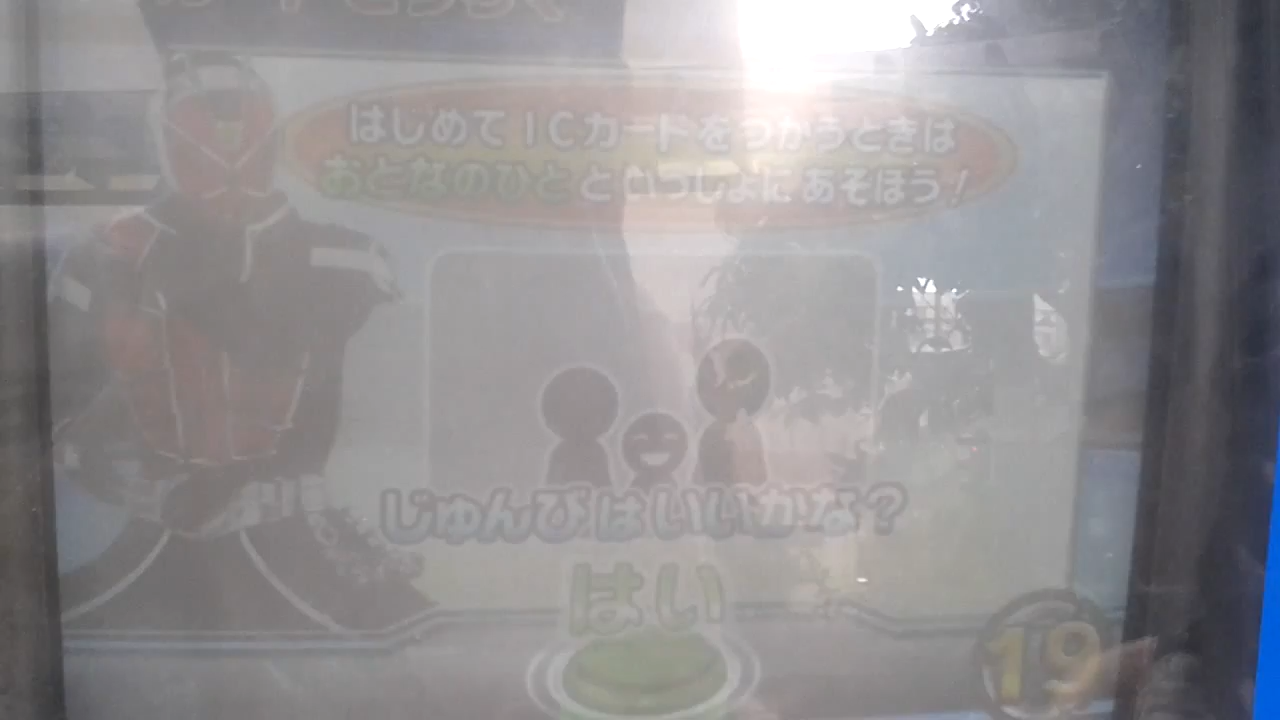 はじめてICカードをつかうときは
おとなのひとといっしょにあそぼう！
じゅんびはいいかな？
はい
19